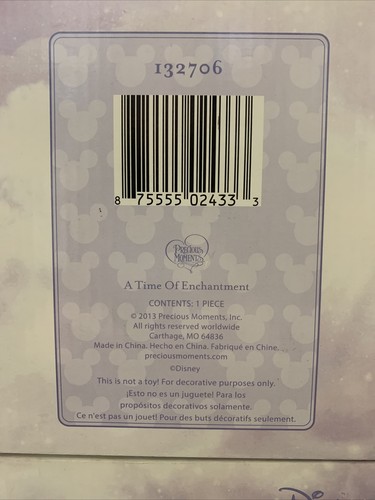 132706
8 75555 02433 3
PRECIOUS
MOMENTS
A Time Of Enchantment
CONTENTS: 1 PIECE
© 2013 Precious Moments, Inc.
All rights reserved worldwide
Carthage, MO 64836
Made in China. Hecho en China. Fabriqué en Chine.
preciousmoments.com
©Disney
This is not a toy! For decorative purposes only.
¡Esto no es un juguete! Para los
propósitos decorativos solamente.
Ce n'est pas un jouet! Pour des buts décoratifs seulement.